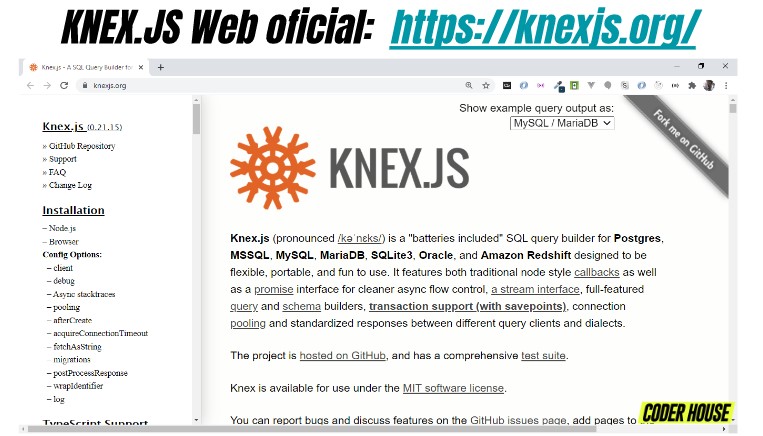 KNEX.JS Web oficial: https://knexjs.org/
Knex.js - A SQL Query Builder fo
knexjs.org
Show example query output as:
MySQL / MariaDB
Fork me on GitHub
Knex.js (0.21.15)
» GitHub Repository
» Support
» FAQ
» Change Log
Installation
– Node.js
– Browser
Config Options:
– client
– debug
– Async stacktraces
– pooling
– afterCreate
– acquireConnectionTimeout
– fetchAsString
– migrations
– postProcessResponse
– wrapIdentifier
– log
TypeScript Support
KNEX.JS
Knex.js (pronounced /kəˈnɛks/) is a "batteries included" SQL query builder for Postgres,
MSSQL, MySQL, MariaDB, SQLite3, Oracle, and Amazon Redshift designed to be
flexible, portable, and fun to use. It features both traditional node style callbacks as well
as a promise interface for cleaner async flow control, a stream interface, full-featured
query and schema builders, transaction support (with savepoints), connection
pooling and standardized responses between different query clients and dialects.
The project is hosted on GitHub, and has a comprehensive test suite.
Knex is available for use under the MIT software license.
You can report bugs and discuss features on the GitHub issues page, add pages to the
CODER HOUSE